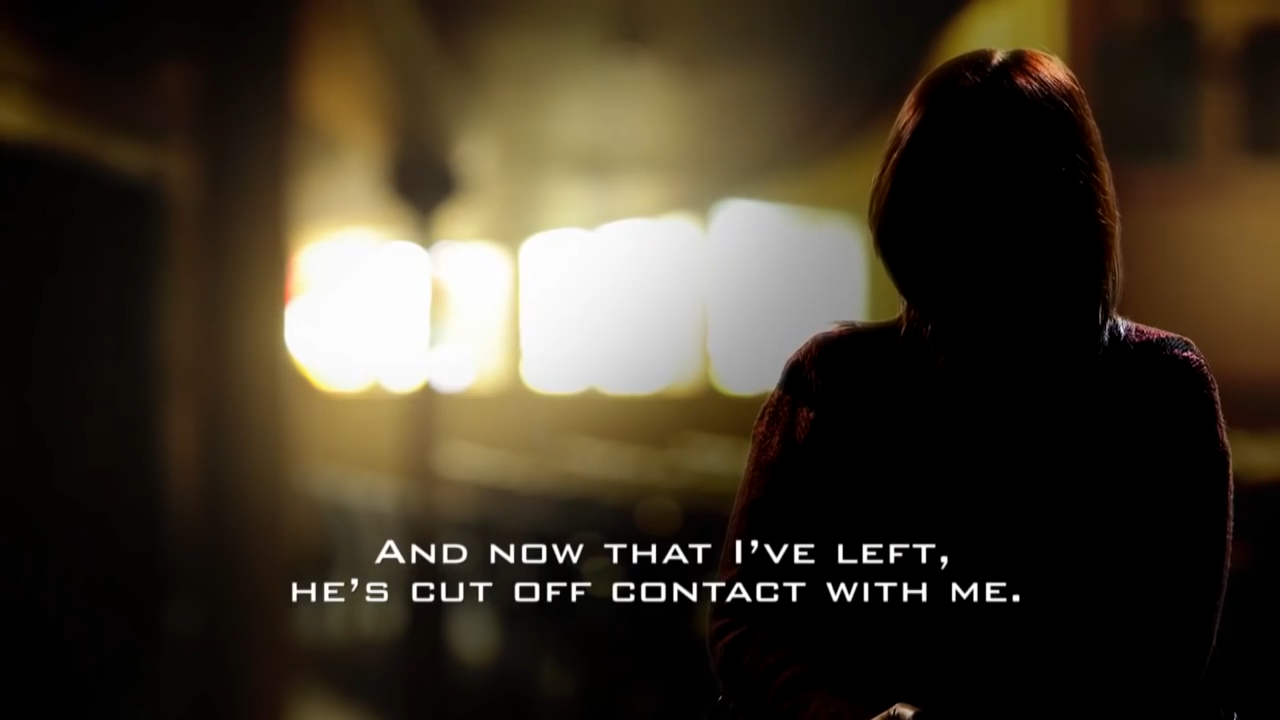 And now that I've left,
he's cut off contact with me.